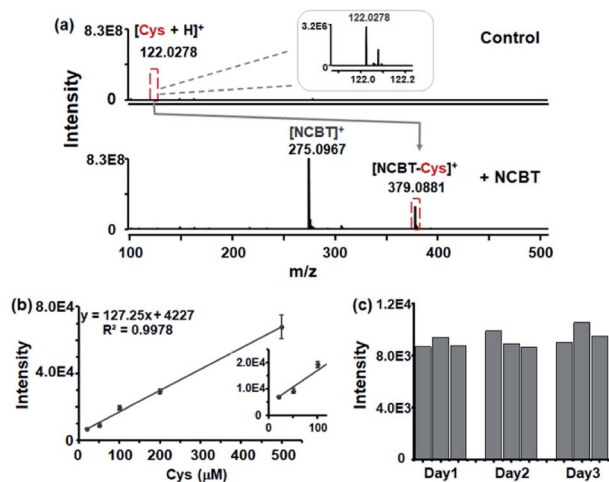 (a)
[Cys + H]⁺
122.0278
Control
8.3E8
0
3.2E6
0
122.0278
122.0
122.2
Intensity
[NCBT]⁺
275.0967
[NCBT-Cys]⁺
379.0881
+ NCBT
8.3E8
0
100
200
300
400
500
m/z
(b)
8.0E4
4.0E4
0
y = 127.25x + 4227
R² = 0.9978
2.0E4
1.0E4
0
0
50
100
0
100
200
300
400
500
Intensity
Cys (μM)
(c)
1.2E4
8.0E3
4.0E3
0
Intensity
Day1
Day2
Day3